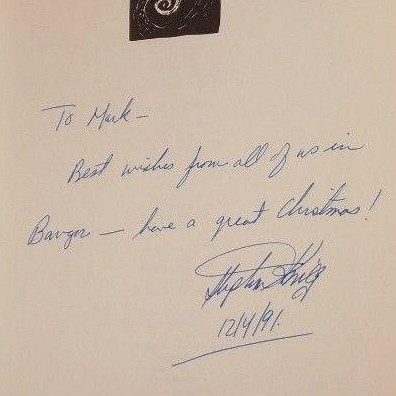 To Mark—
Best wishes from all of us in
Bangor — have a great Christmas!
Stephen King
12/4/91.